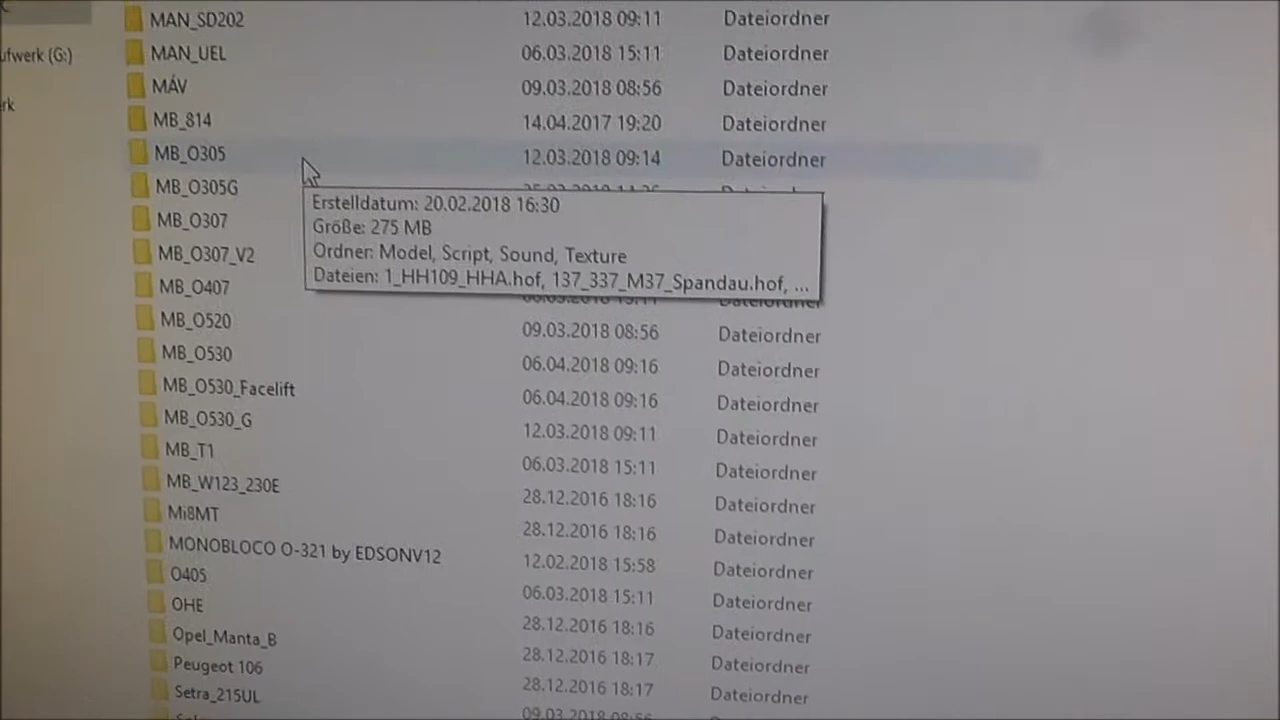 MAN_SD202 12.03.2018 09:11 Dateiordner
ufwerk (G:) MAN_UEL 06.03.2018 15:11 Dateiordner
MÁV 09.03.2018 08:56 Dateiordner
rk MB_814 14.04.2017 19:20 Dateiordner
MB_O305 12.03.2018 09:14 Dateiordner
MB_O305G
Erstelldatum: 20.02.2018 16:30
Größe: 275 MB
Ordner: Model, Script, Sound, Texture
Dateien: 1_HH109_HHA.hof, 137_337_M37_Spandau.hof, ...
MB_O307
MB_O307_V2
MB_O407 Dateiordner
MB_O520 09.03.2018 08:56 Dateiordner
MB_O530 06.04.2018 09:16 Dateiordner
MB_O530_Facelift 06.04.2018 09:16 Dateiordner
MB_O530_G 12.03.2018 09:11 Dateiordner
MB_T1 06.03.2018 15:11 Dateiordner
MB_W123_230E 28.12.2016 18:16 Dateiordner
Mi8MT 28.12.2016 18:16 Dateiordner
MONOBLOCO O-321 by EDSONV12 12.02.2018 15:58 Dateiordner
O405 06.03.2018 15:11 Dateiordner
OHE 28.12.2016 18:16 Dateiordner
Opel_Manta_B 28.12.2016 18:17 Dateiordner
Peugeot 106 28.12.2016 18:17 Dateiordner
Setra_215UL 09.03.2018 08:56 Dateiordner